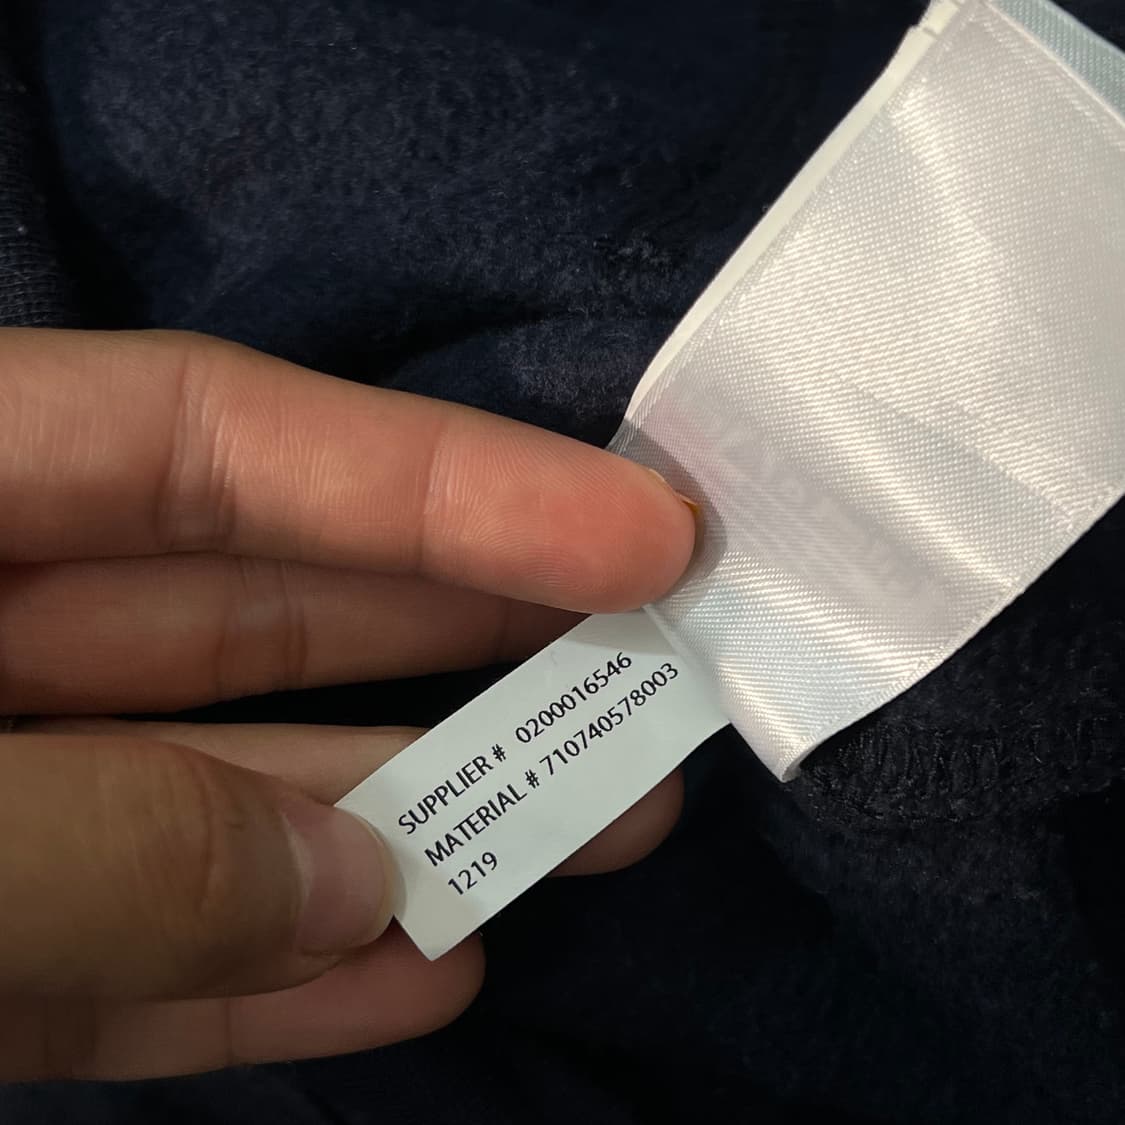 SUPPLIER # 0200016546
MATERIAL # 710740578003
1219